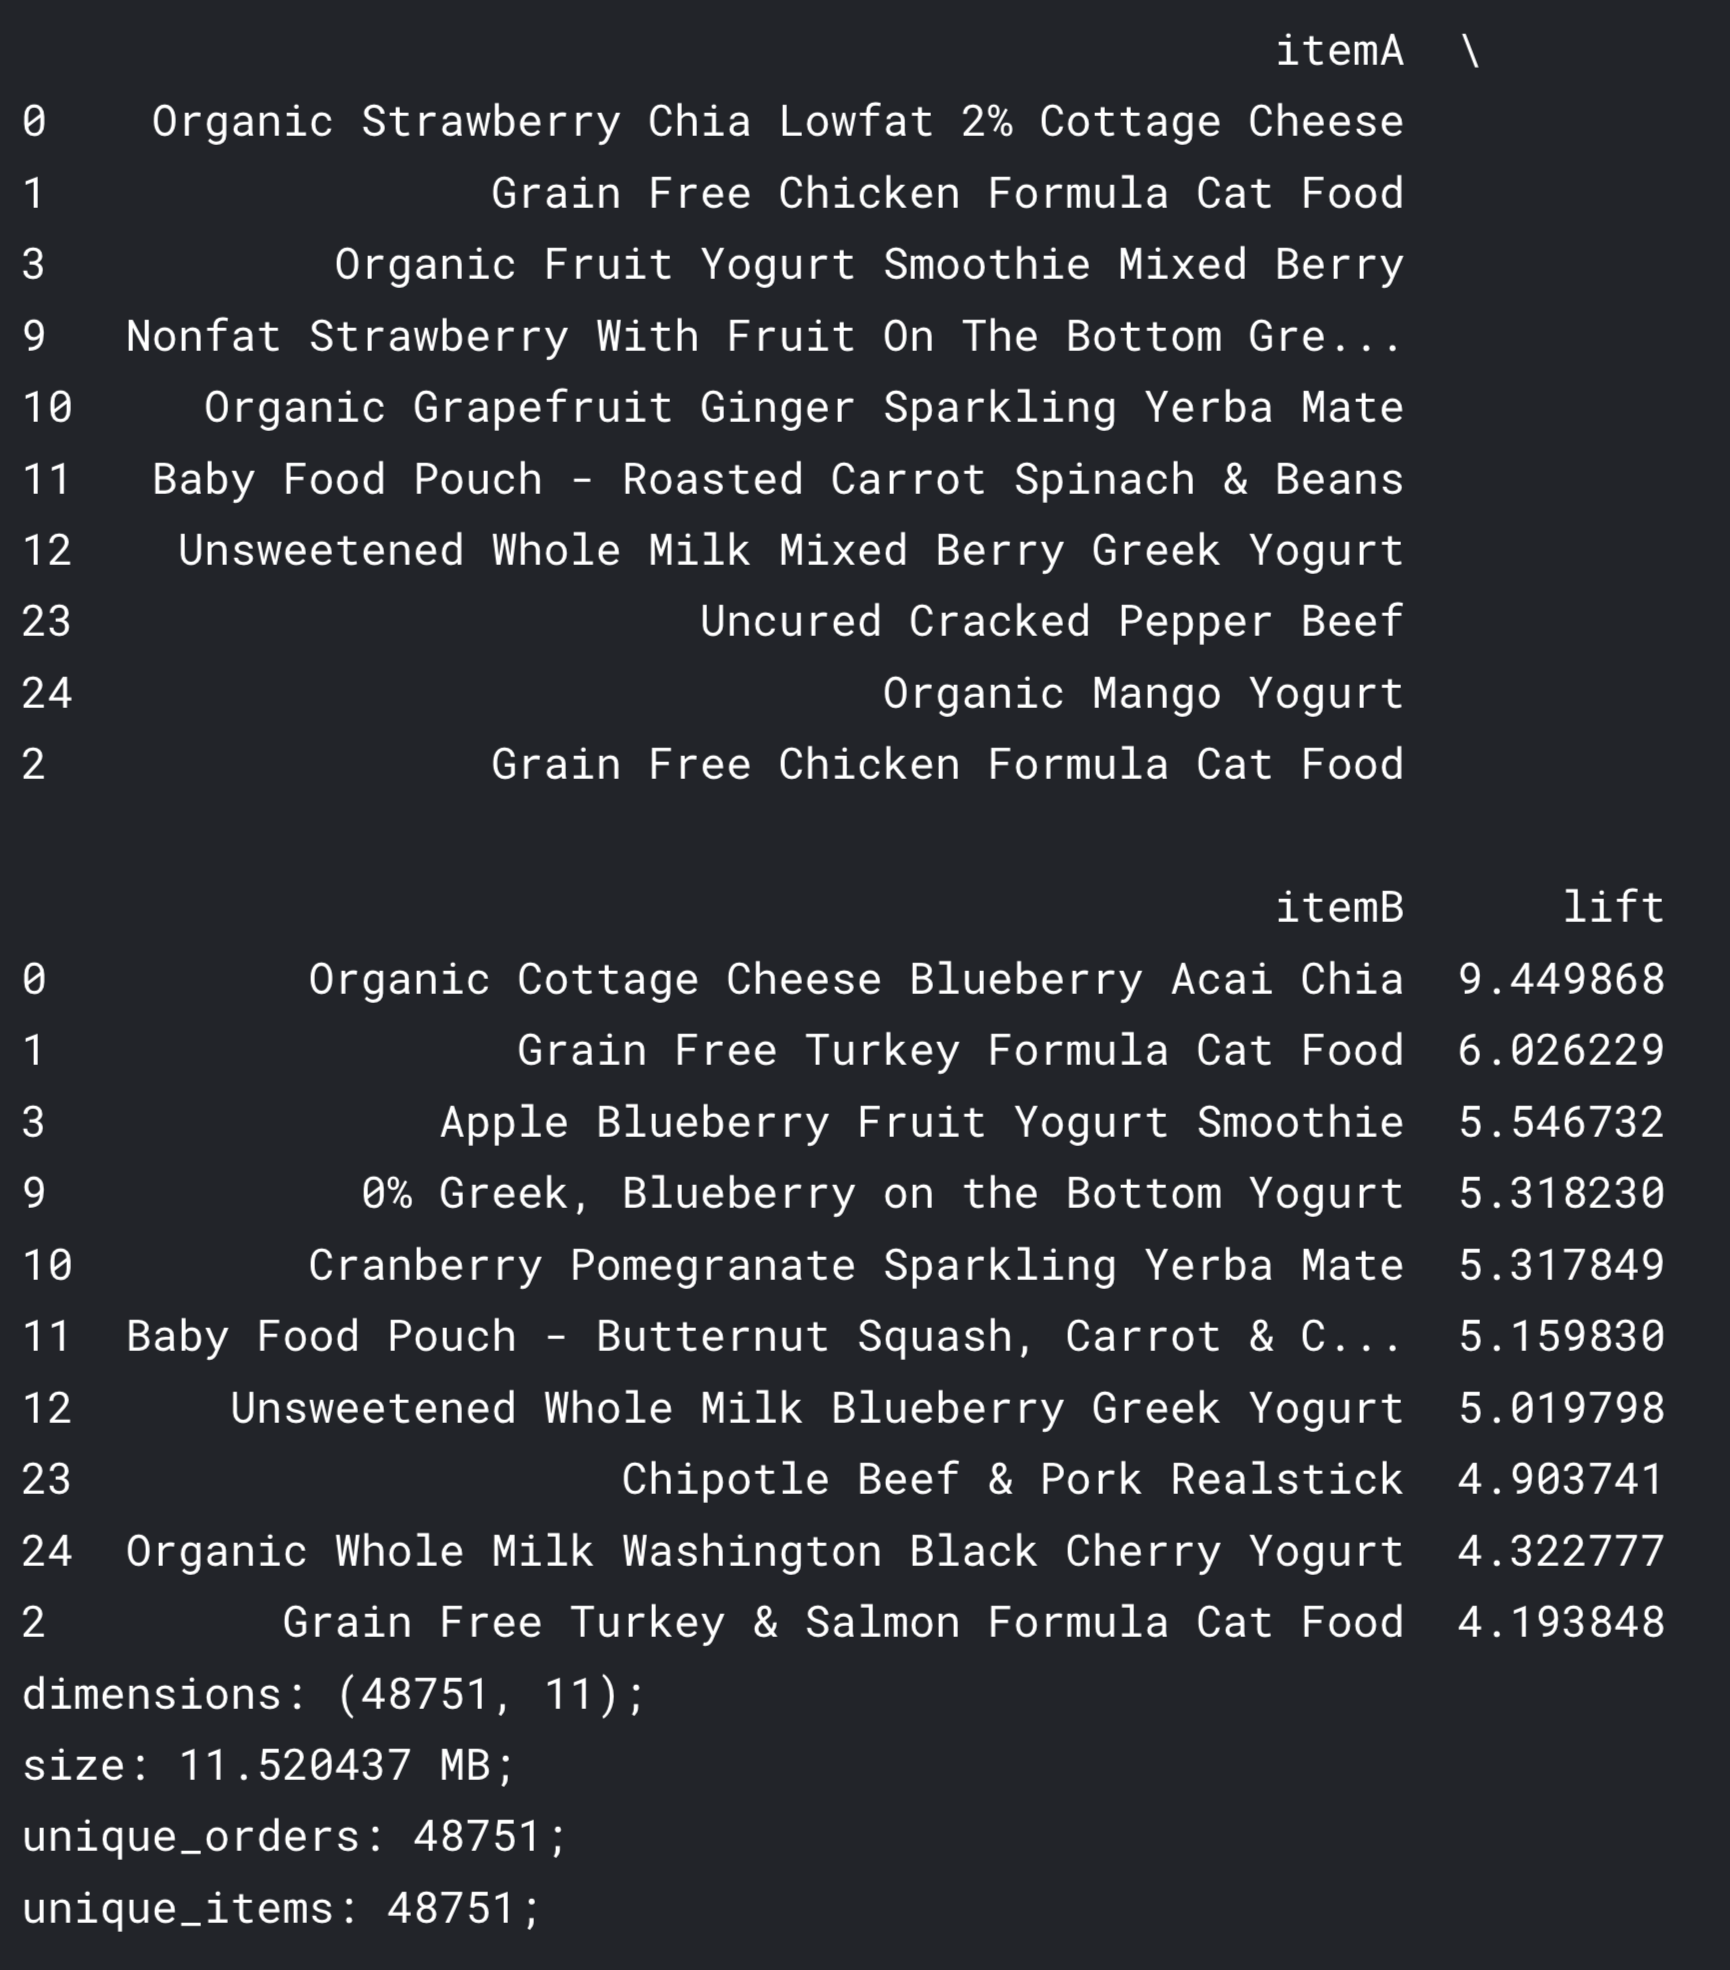 itemA \
0 Organic Strawberry Chia Lowfat 2% Cottage Cheese
1 Grain Free Chicken Formula Cat Food
3 Organic Fruit Yogurt Smoothie Mixed Berry
9 Nonfat Strawberry With Fruit On The Bottom Gre...
10 Organic Grapefruit Ginger Sparkling Yerba Mate
11 Baby Food Pouch - Roasted Carrot Spinach & Beans
12 Unsweetened Whole Milk Mixed Berry Greek Yogurt
23 Uncured Cracked Pepper Beef
24 Organic Mango Yogurt
2 Grain Free Chicken Formula Cat Food
itemB lift
0 Organic Cottage Cheese Blueberry Acai Chia 9.449868
1 Grain Free Turkey Formula Cat Food 6.026229
3 Apple Blueberry Fruit Yogurt Smoothie 5.546732
9 0% Greek, Blueberry on the Bottom Yogurt 5.318230
10 Cranberry Pomegranate Sparkling Yerba Mate 5.317849
11 Baby Food Pouch - Butternut Squash, Carrot & C... 5.159830
12 Unsweetened Whole Milk Blueberry Greek Yogurt 5.019798
23 Chipotle Beef & Pork Realstick 4.903741
24 Organic Whole Milk Washington Black Cherry Yogurt 4.322777
2 Grain Free Turkey & Salmon Formula Cat Food 4.193848
dimensions: (48751, 11);
size: 11.520437 MB;
unique_orders: 48751;
unique_items: 48751;